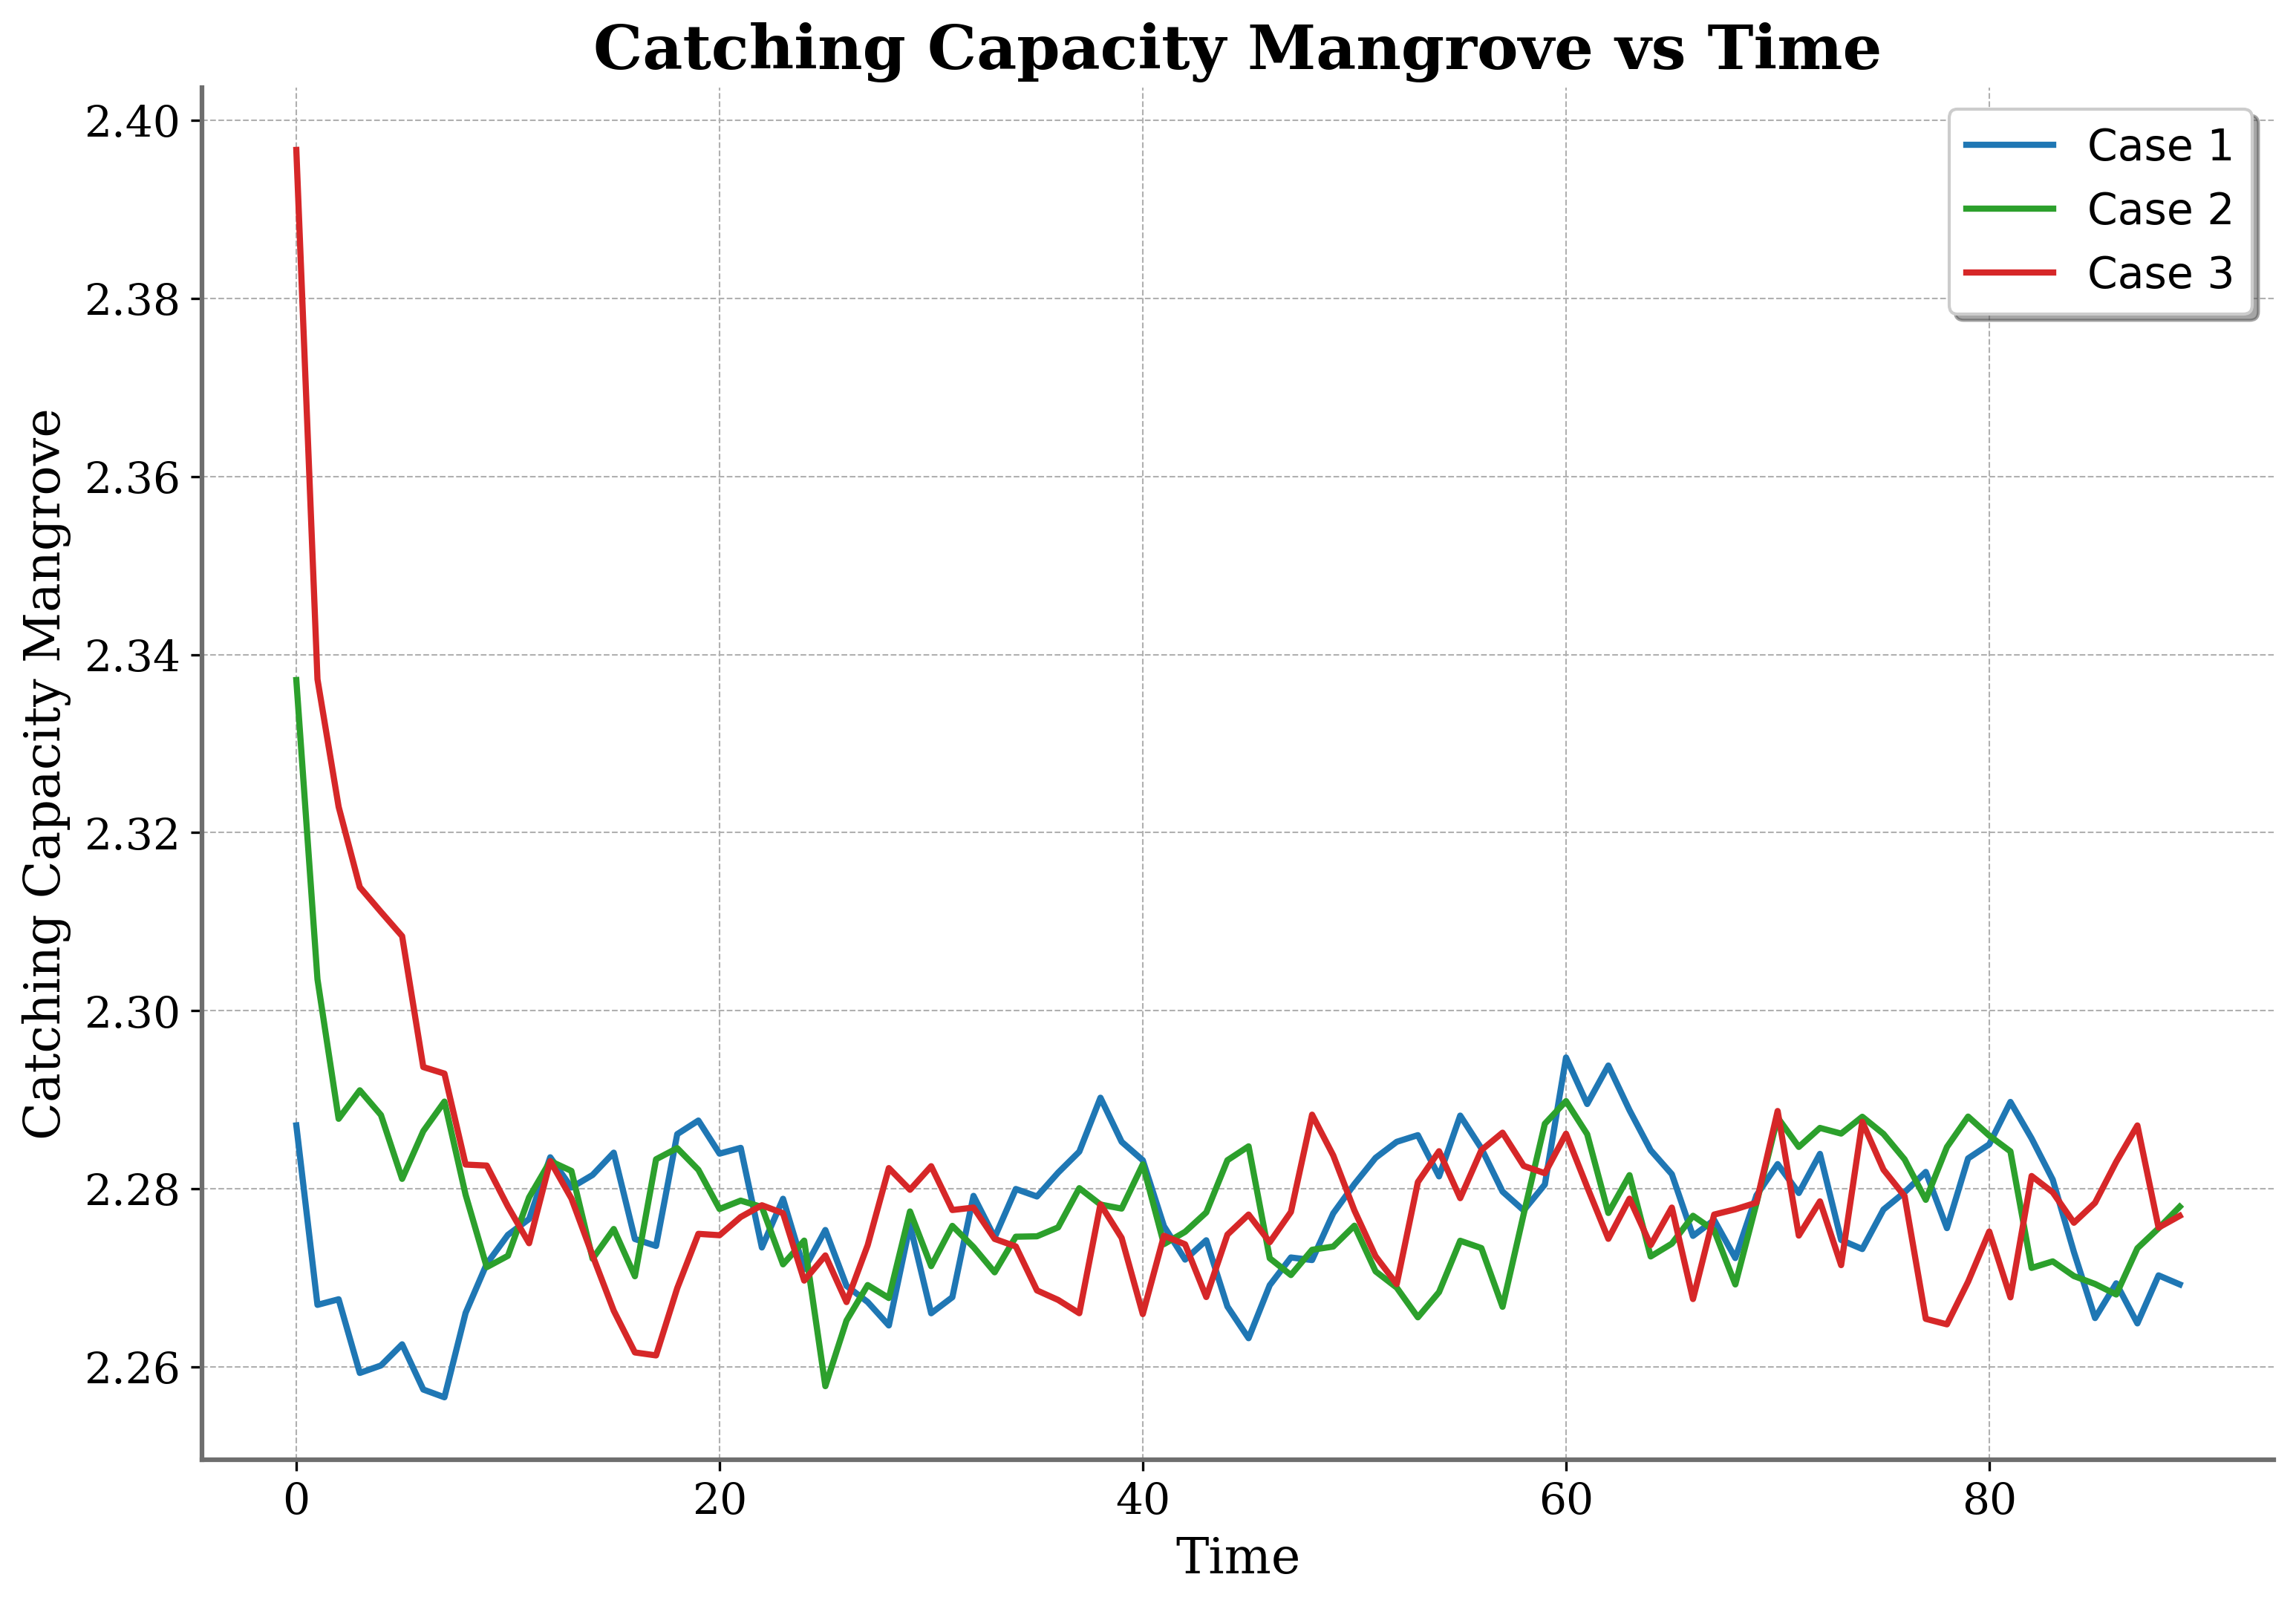 Catching Capacity Mangrove vs Time
Case 1
Case 2
Case 3
Catching Capacity Mangrove
2.40
2.38
2.36
2.34
2.32
2.30
2.28
2.26
0 20 40 60 80
Time